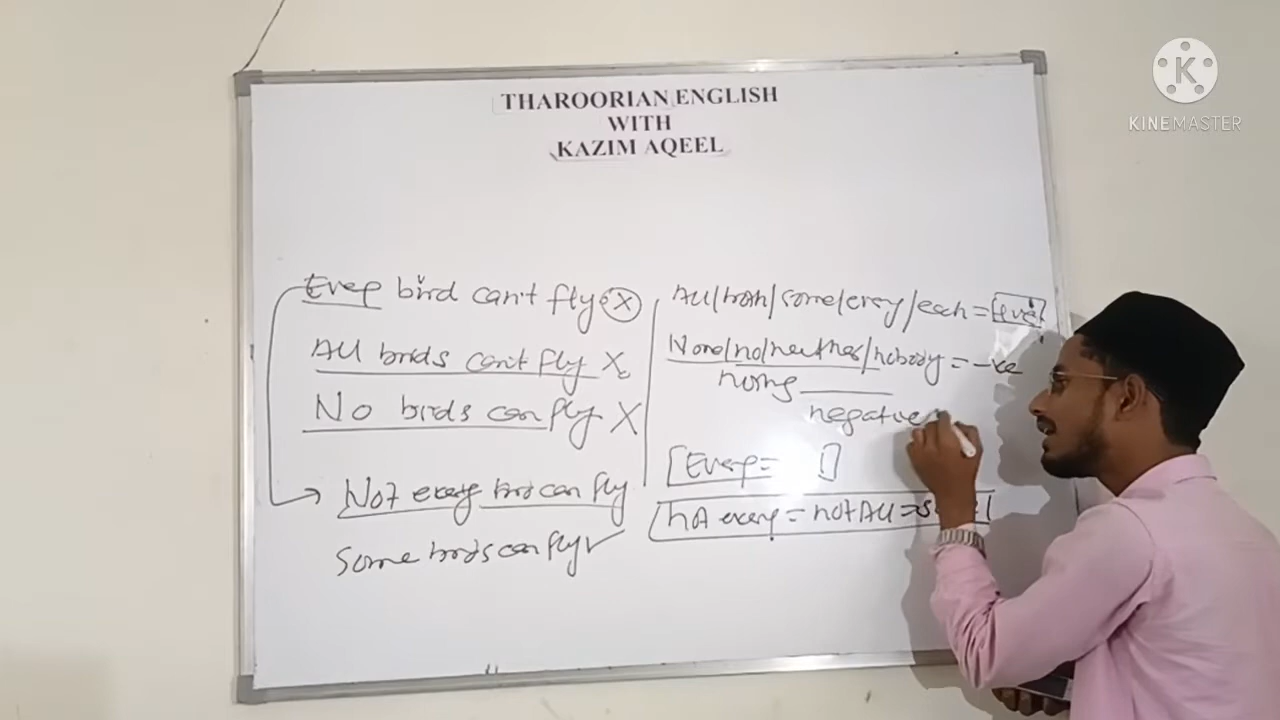 THAROORIAN ENGLISH
WITH
KAZIM AQEEL
KINEMASTER
Every bird can't fly X
All birds can't fly X
No birds can fly X
Not every bird can fly
Some birds can fly ✓
All/both/some/every/each =
None/no/neither/nobody = -ve
negative
[Every = ]
not every = not All =